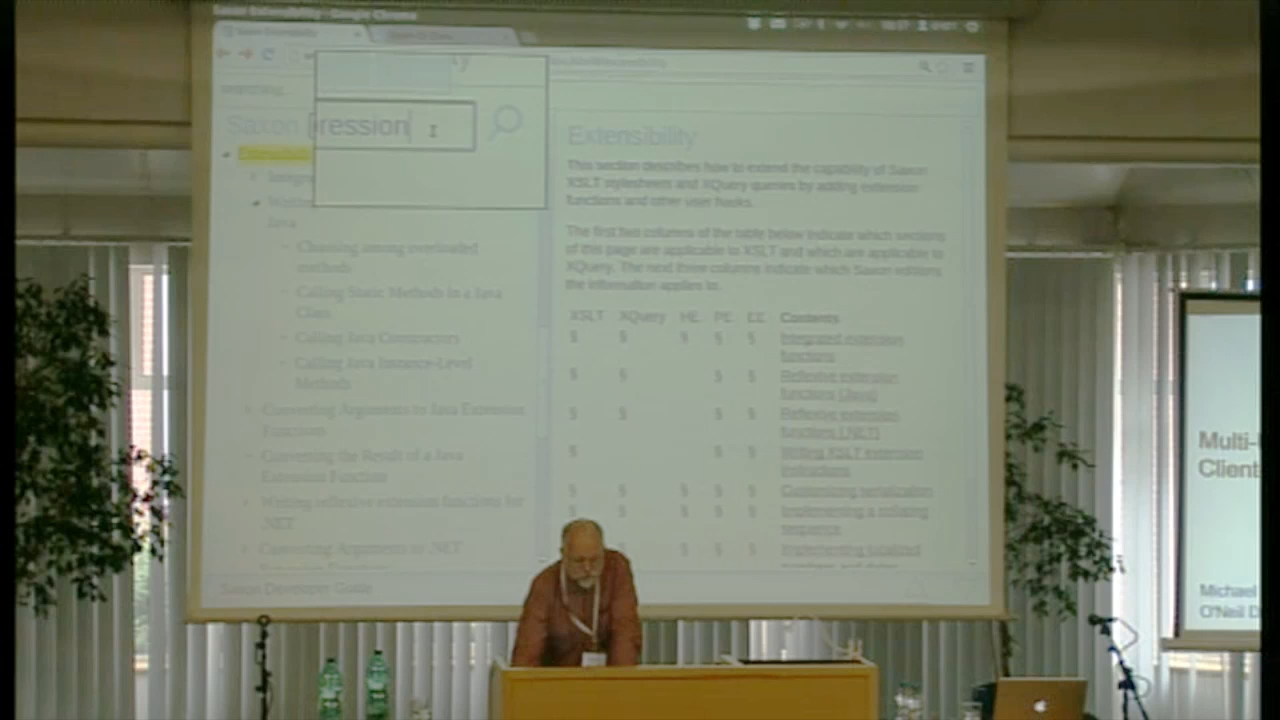 Saxon Extensibility - Google Chrome
Saxon
ression
Java
Choosing among overloaded
methods
Calling Static Methods in a Java
Class
Calling Java Constructors
Calling Java Instance-Level
Methods
Converting Arguments to Java Extension
Functions
Converting the Result of a Java
Extension Function
Writing reflexive extension functions for
.NET
Converting Arguments to .NET
Saxon Developer Guide
Extensibility
This section describes how to extend the capability of Saxon
XSLT stylesheets and XQuery queries by adding extension
functions and other user hooks.
The first two columns of the table below indicate which sections
of this page are applicable to XSLT and which are applicable to
XQuery. The next three columns indicate which Saxon editions
the information applies to.
XSLT XQuery HE PE EE Contents
§ § § § § Integrated extension
functions
§ § § § Reflexive extension
functions (Java)
§ § § § Reflexive extension
functions (.NET)
§ § § Writing XSLT extension
instructions
§ § § § § Customizing serialization
§ § § § § Implementing a collating
sequence
§ § § Implementing localized
Multi-
Client
Michael
O'Neil D